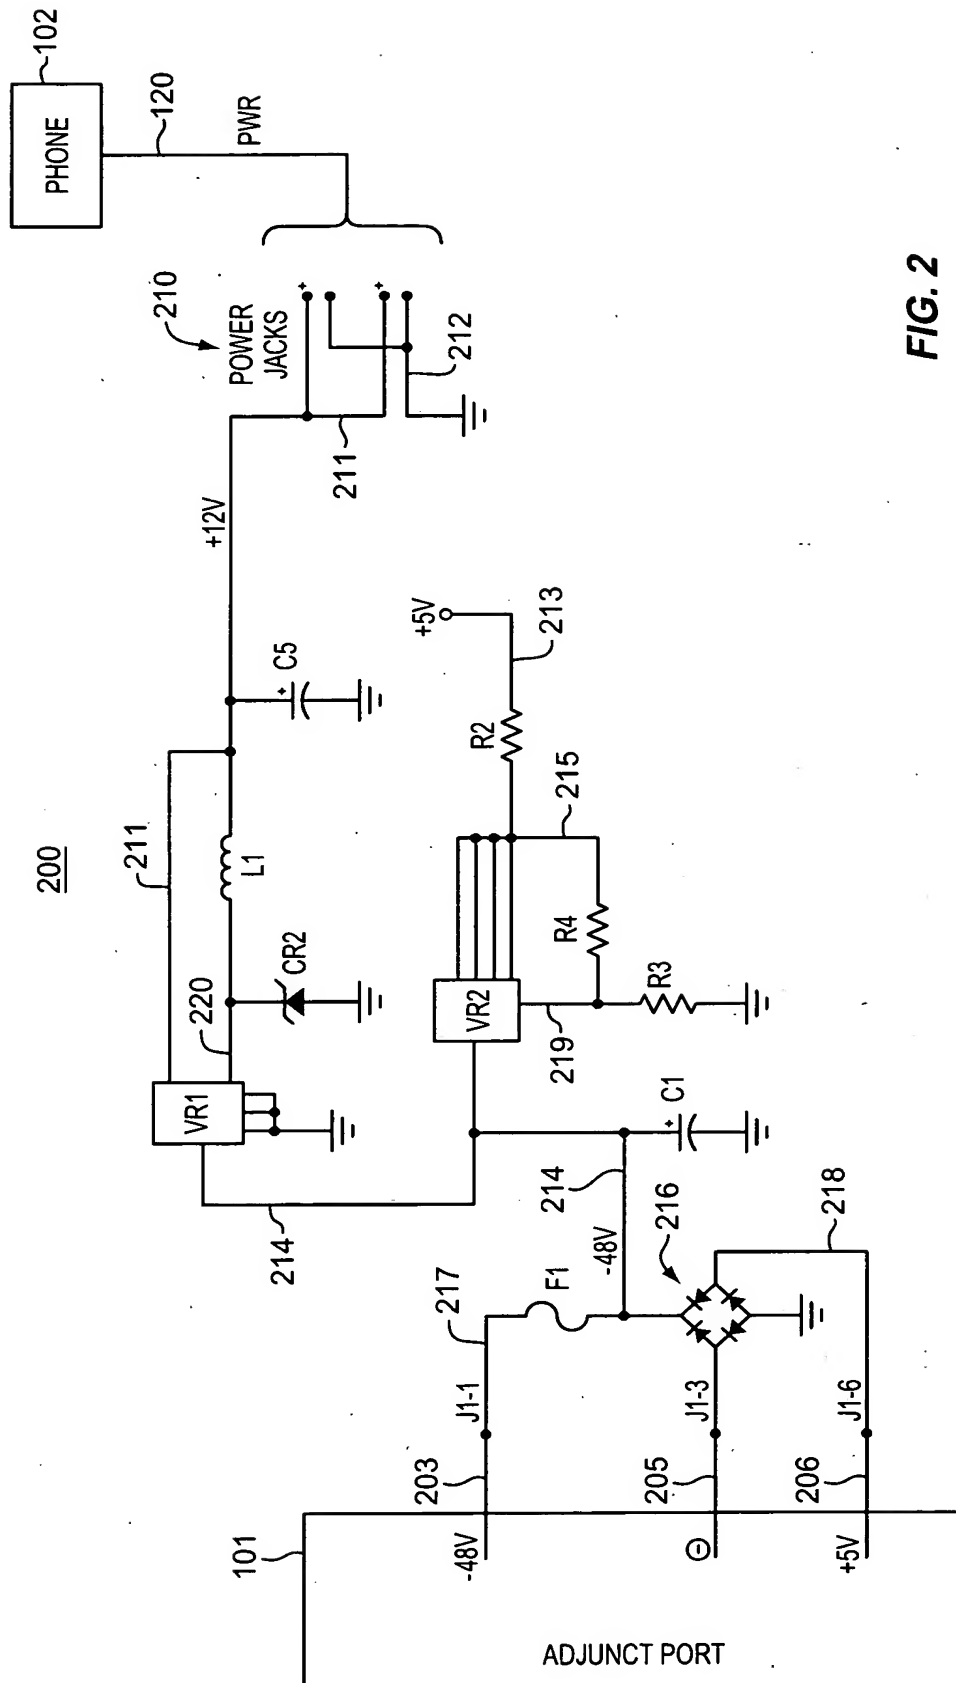 200
PHONE
102
120
PWR
210
POWER
JACKS
+
+
211
212
+12V
211
L1
C5
+
220
CR2
VR1
214
+5V
213
R2
215
R4
VR2
219
R3
C1
+
214
-48V
216
218
217
F1
J1-1
J1-3
J1-6
203
205
206
101
-48V
⊖
+5V
ADJUNCT PORT
FIG. 2